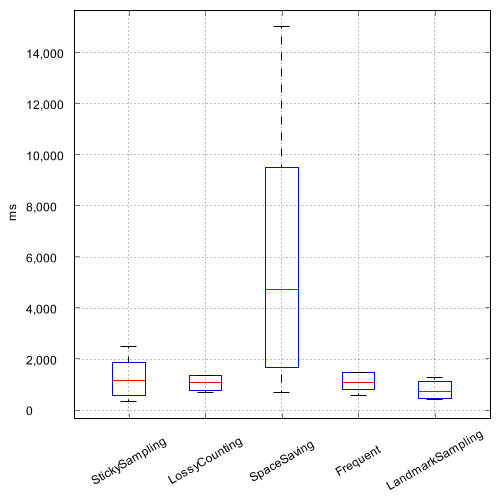 14,000
12,000
10,000
8,000
6,000
4,000
2,000
0
ms
StickySampling
LossyCounting
SpaceSaving
Frequent
LandmarkSampling